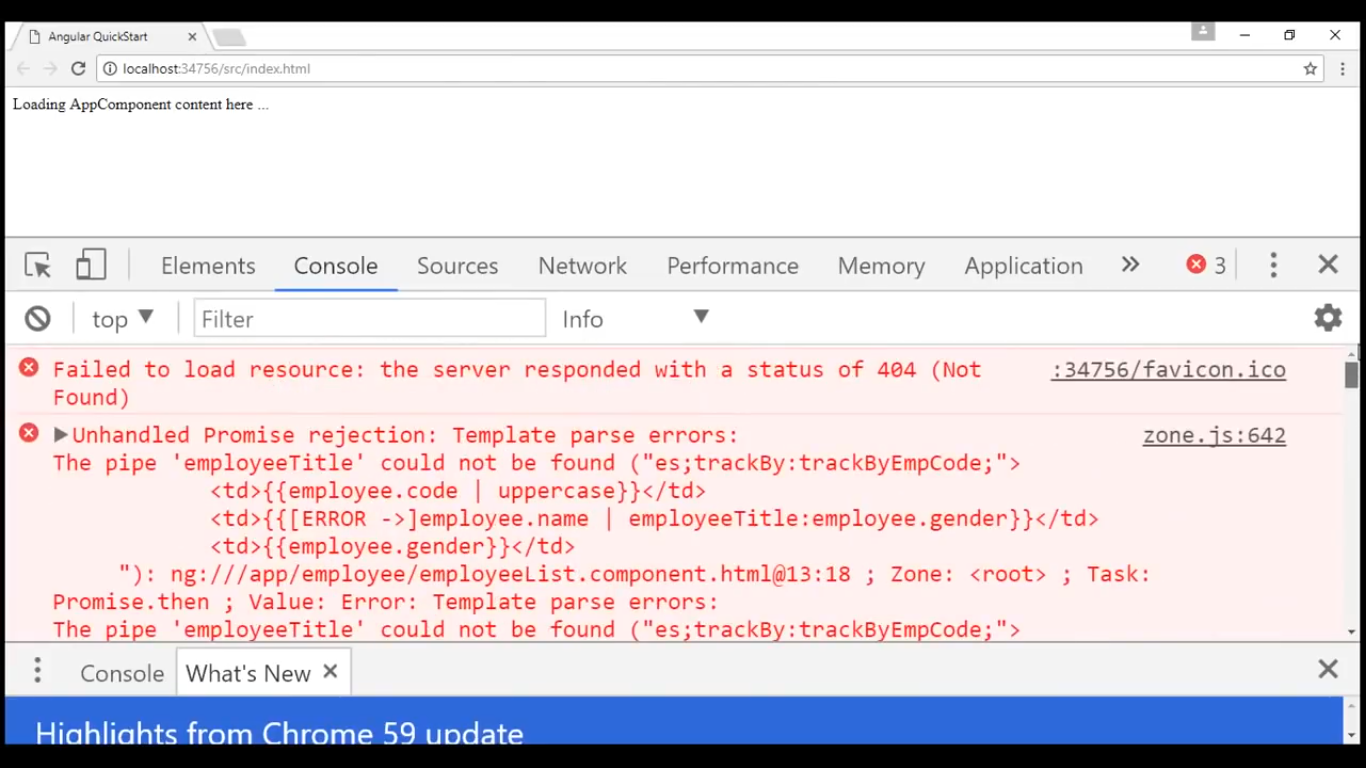 Angular QuickStart
localhost:34756/src/index.html
Loading AppComponent content here ...
Elements Console Sources Network Performance Memory Application 3
top Filter Info
Failed to load resource: the server responded with a status of 404 (Not :34756/favicon.ico
Found)
Unhandled Promise rejection: Template parse errors: zone.js:642
The pipe 'employeeTitle' could not be found ("es;trackBy:trackByEmpCode;">
<td>{{employee.code | uppercase}}</td>
<td>{{[ERROR ->]employee.name | employeeTitle:employee.gender}}</td>
<td>{{employee.gender}}</td>
"): ng:///app/employee/employeeList.component.html@13:18 ; Zone: <root> ; Task:
Promise.then ; Value: Error: Template parse errors:
The pipe 'employeeTitle' could not be found ("es;trackBy:trackByEmpCode;">
Console What's New
Highlights from Chrome 59 update